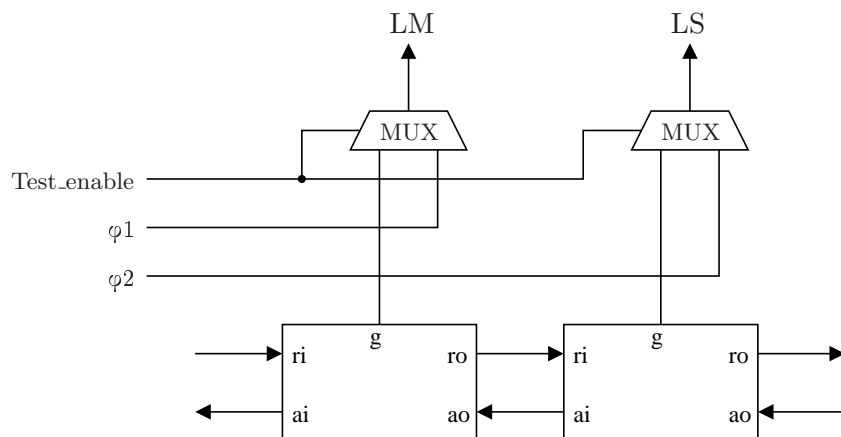 LM LS
MUX MUX
Test_enable
φ1
φ2
g g
ri ro ri ro
ai ao ai ao